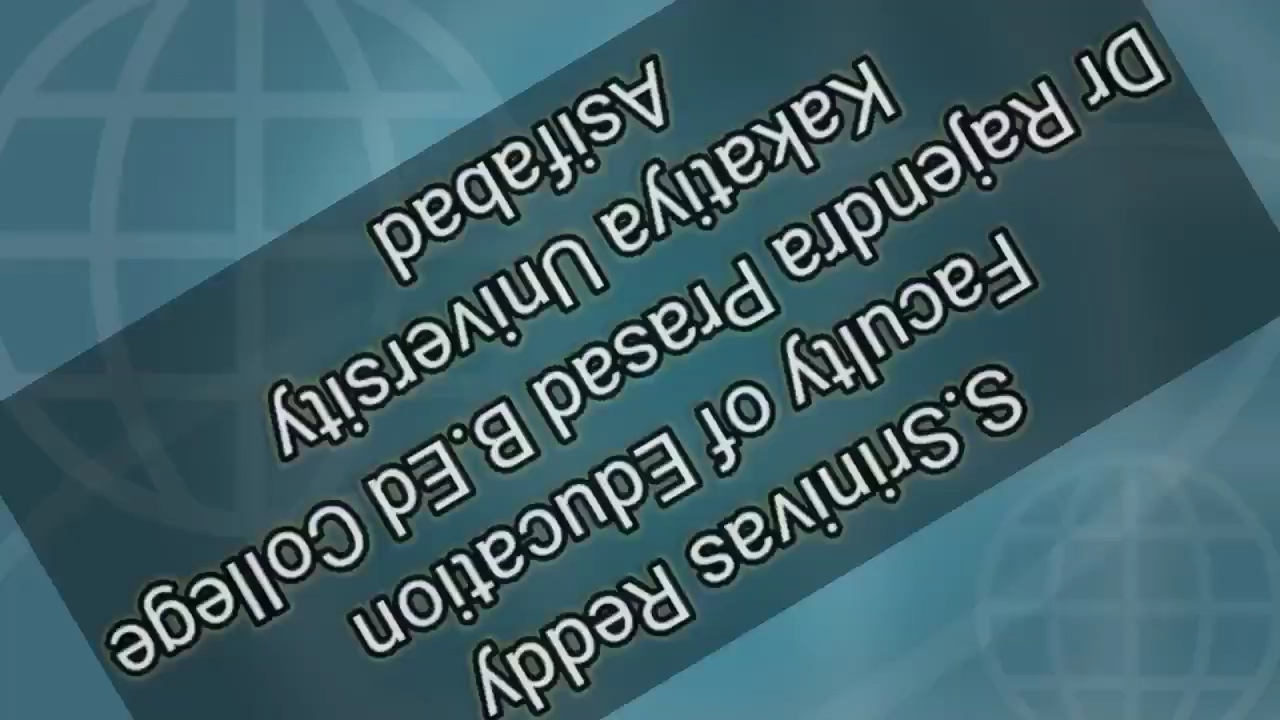 S.Srinivas Reddy
Faculty of Education
Dr Rajendra Prasad B.Ed College
Kakatiya University
Asifabad